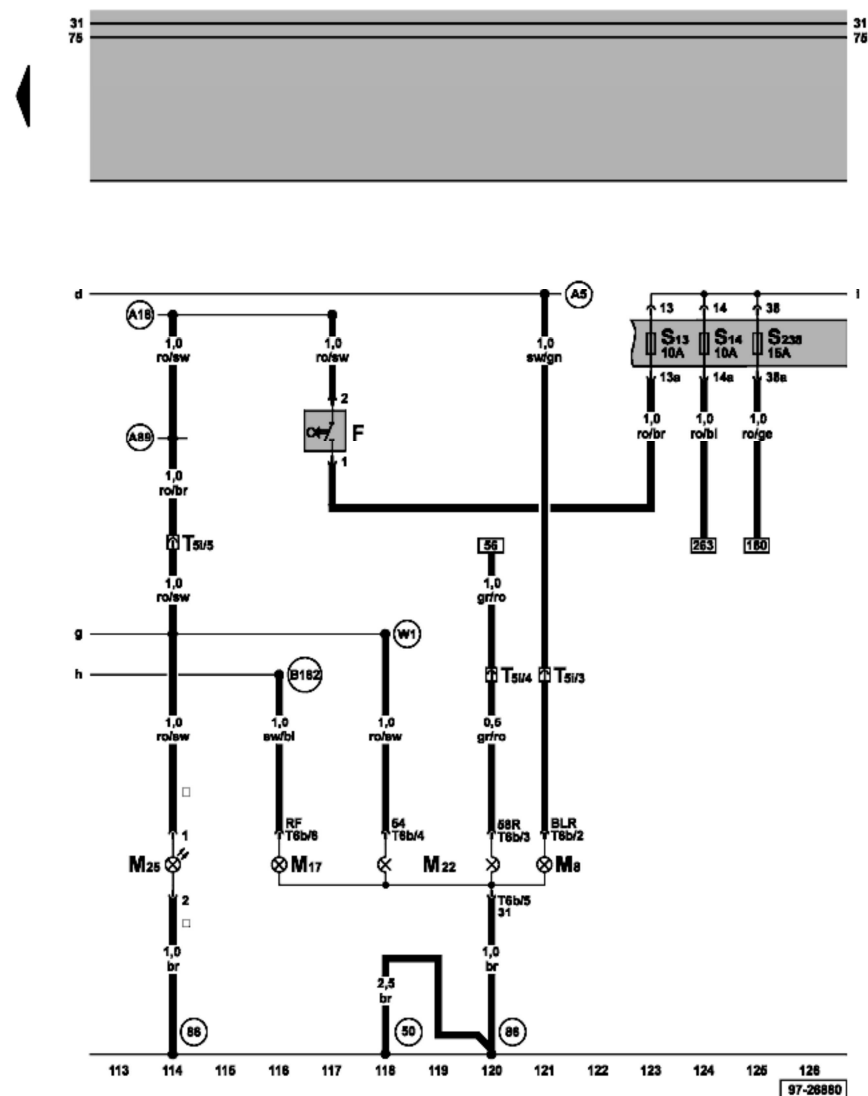 31 31
75 75
d A5 l
A18 13 14 38
S13 S14 S238
10A 10A 15A
1,0 1,0 1,0
ro/sw ro/sw sw/gn
13a 14a 38a
2
F
1,0 1,0 1,0
ro/br ro/bl ro/ge
A89
1
1,0
ro/br
T5i/5 56 263 180
1,0 1,0
ro/sw gr/ro
g W1
h B162 T5i/4 T5i/3
1,0 1,0 1,0 0,5
ro/sw sw/bl ro/sw gr/ro
RF 54 58R BLR
1 T6b/6 T6b/4 T6b/3 T6b/2
M25 M17 M22 M8
2 T6b/5
31
1,0 1,0
br br
2,5
br
86 50 86
113 114 115 116 117 118 119 120 121 122 123 124 125 126
97-26880